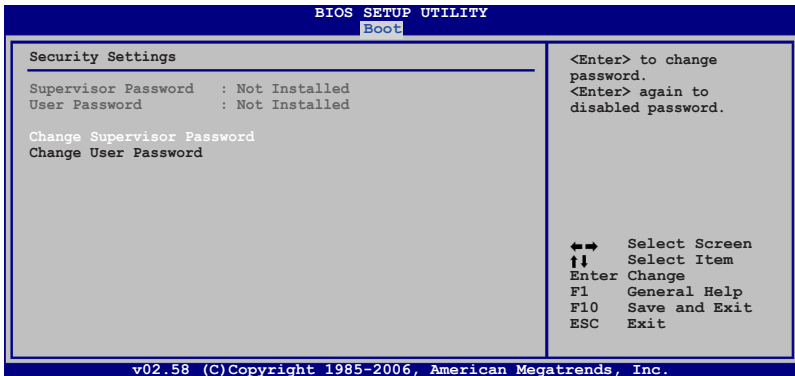 BIOS SETUP UTILITY
Boot
Security Settings
Supervisor Password : Not Installed
User Password : Not Installed
Change Supervisor Password
Change User Password
<Enter> to change
password.
<Enter> again to
disabled password.
←→ Select Screen
↑↓ Select Item
Enter Change
F1 General Help
F10 Save and Exit
ESC Exit
v02.58 (C)Copyright 1985-2006, American Megatrends, Inc.